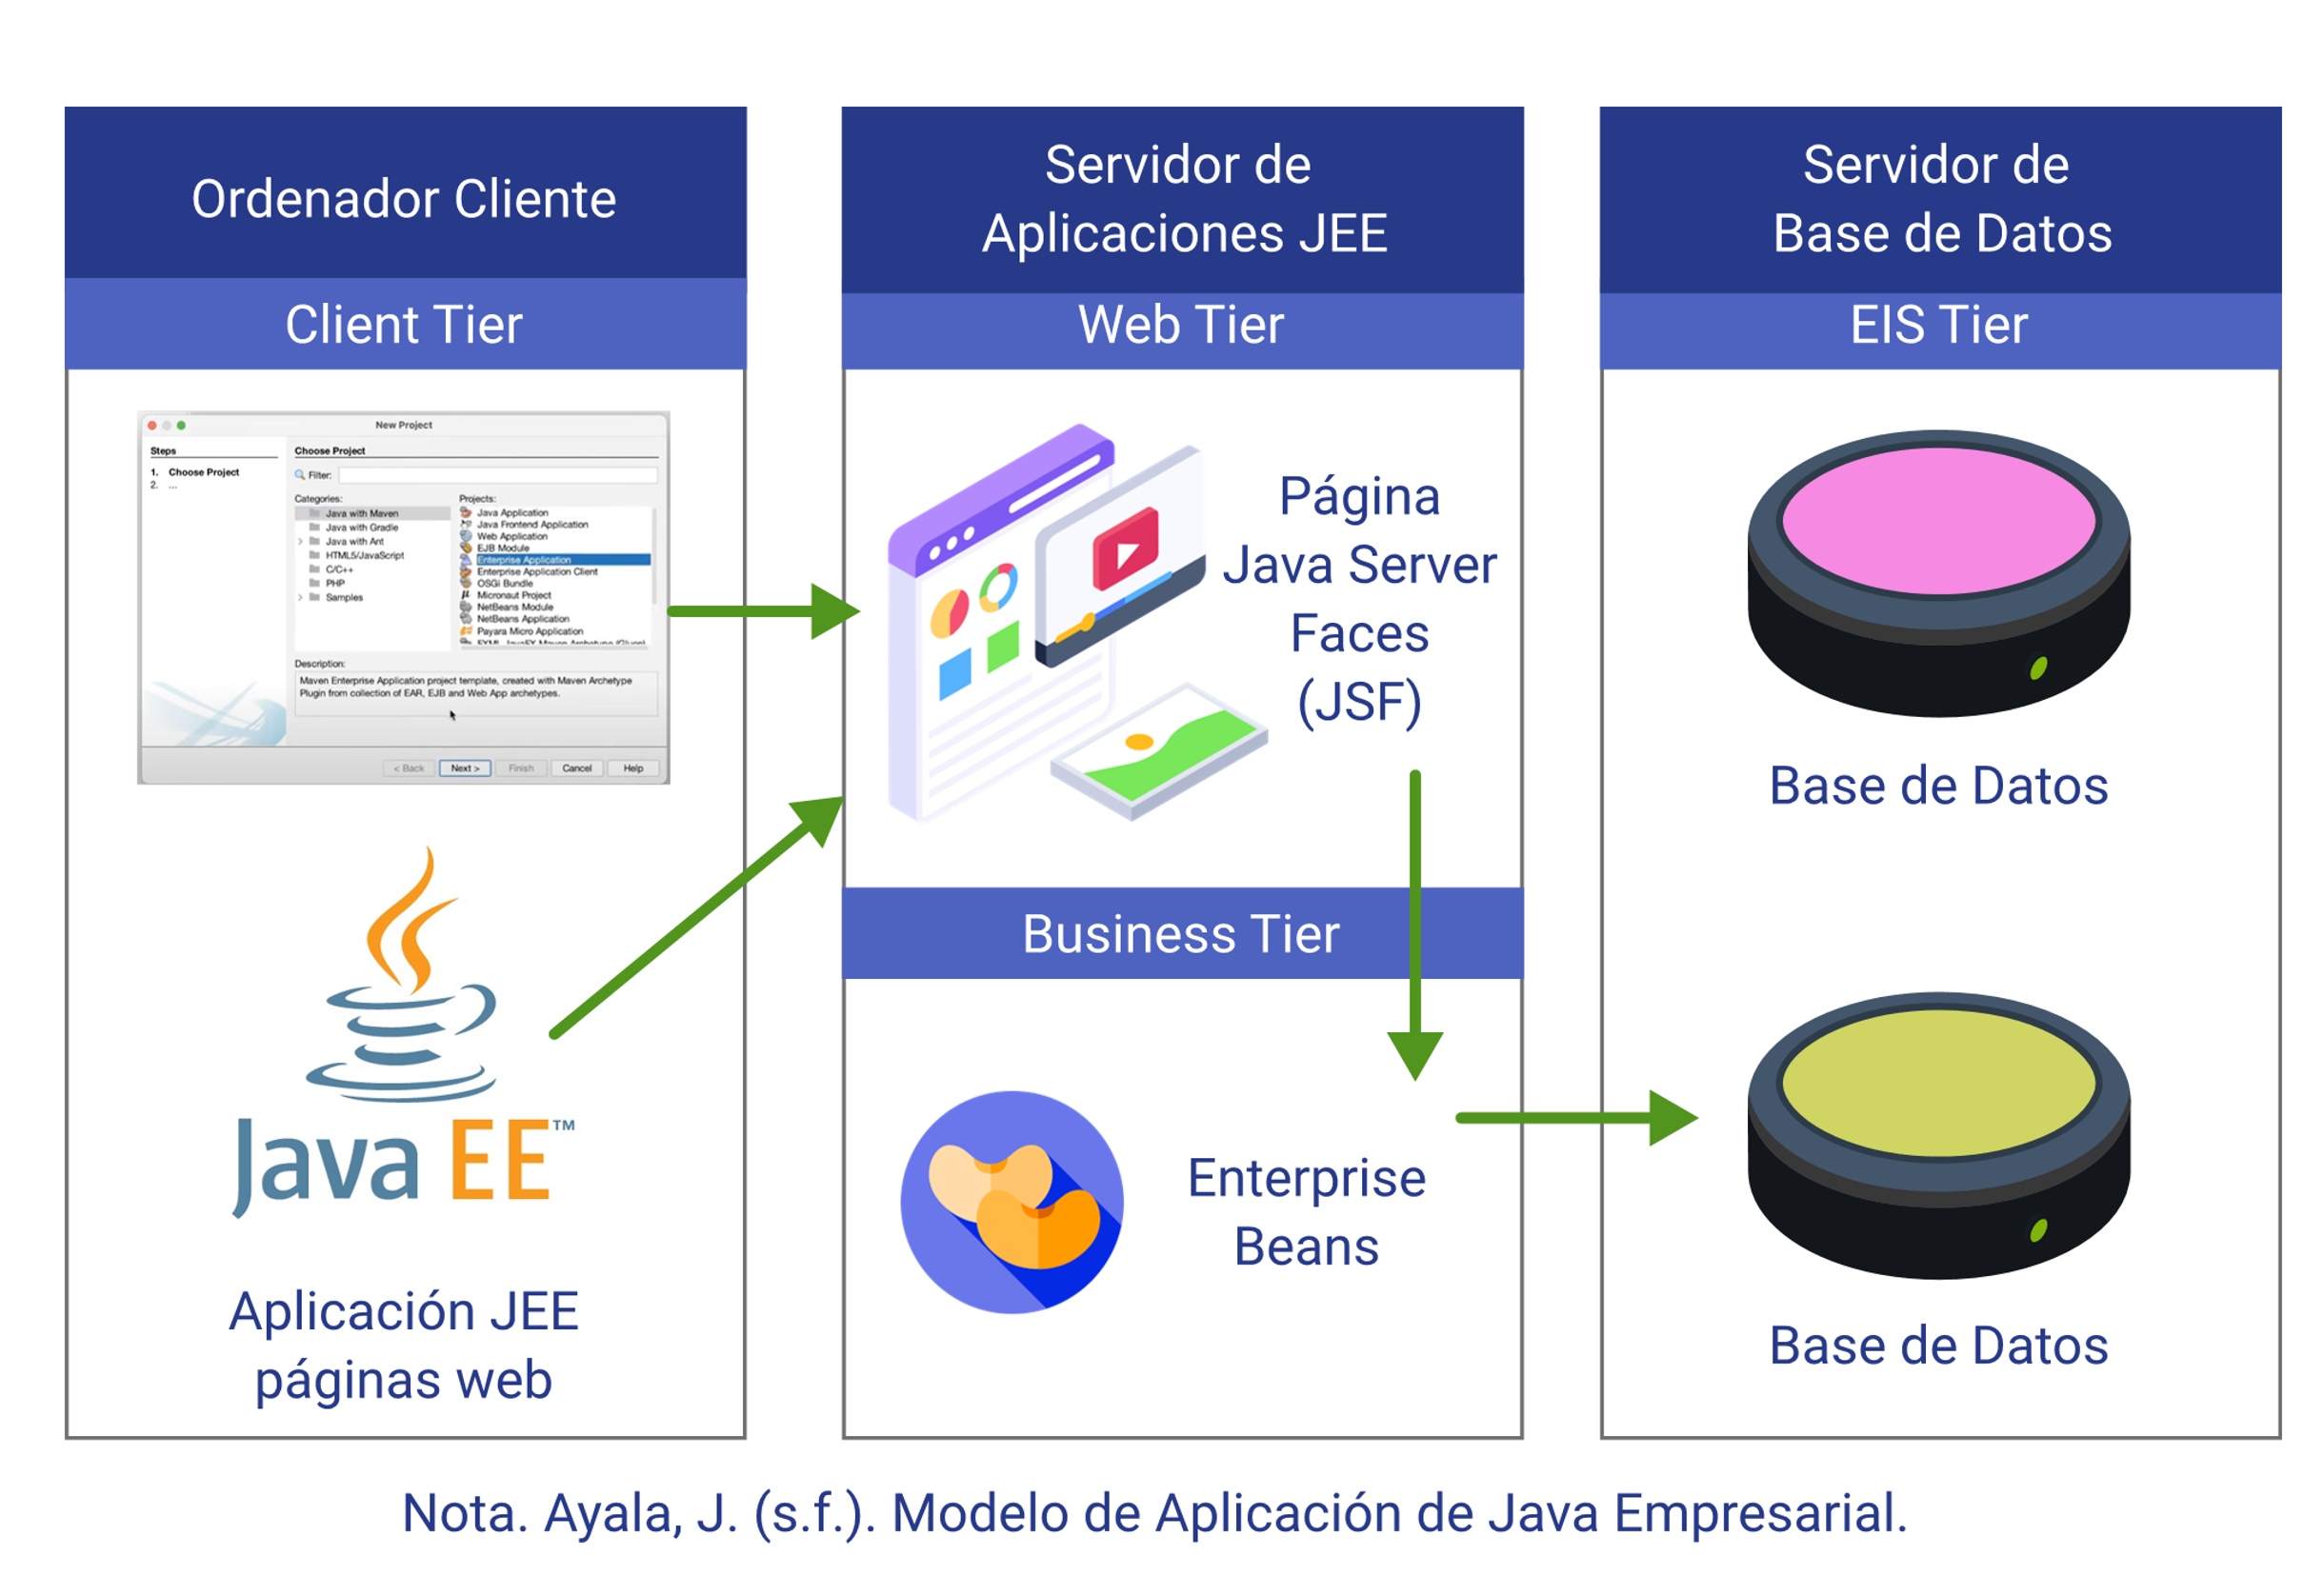 Ordenador Cliente
Client Tier
New Project
Steps
1. Choose Project
2. ...
Choose Project
Filter:
Categories:
Java with Maven
Java with Gradle
Java with Ant
HTML5/JavaScript
C/C++
PHP
Samples
Projects:
Java Application
Java Frontend Application
Web Application
EJB Module
Enterprise Application
Enterprise Application Client
OSGi Bundle
Micronaut Project
NetBeans Module
NetBeans Application
Payara Micro Application
Description:
Maven Enterprise Application project template, created with Maven Archetype
Plugin from collection of EAR, EJB and Web App archetypes.
< Back
Next >
Finish
Cancel
Help
Java EE™
Aplicación JEE
páginas web
Servidor de
Aplicaciones JEE
Web Tier
Página
Java Server
Faces
(JSF)
Business Tier
Enterprise
Beans
Servidor de
Base de Datos
EIS Tier
Base de Datos
Base de Datos
Nota. Ayala, J. (s.f.). Modelo de Aplicación de Java Empresarial.